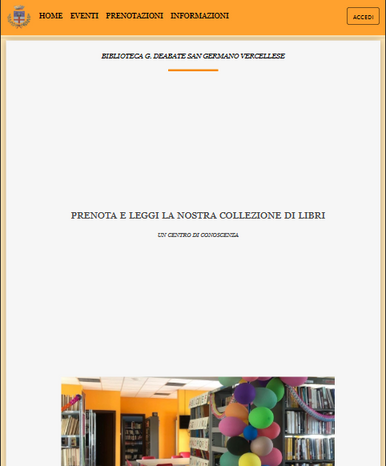 HOME EVENTI PRENOTAZIONI INFORMAZIONI ACCEDI
BIBLIOTECA G. DEABATE SAN GERMANO VERCELLESE
PRENOTA E LEGGI LA NOSTRA COLLEZIONE DI LIBRI
UN CENTRO DI CONOSCENZA